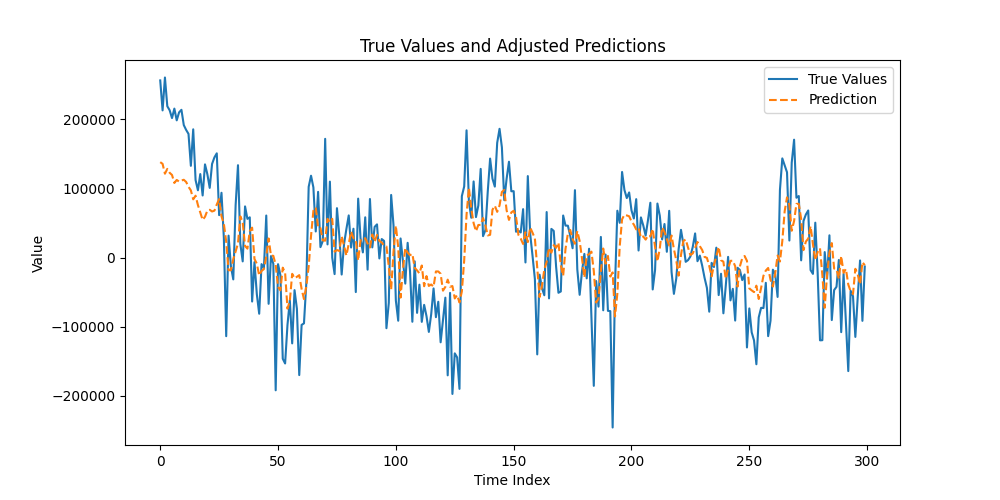 True Values and Adjusted Predictions
True Values
Prediction
Value
200000
100000
0
−100000
−200000
0 50 100 150 200 250 300
Time Index